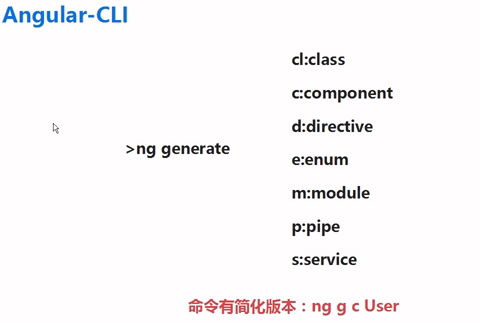 Angular-CLI
cl:class
c:component
d:directive
>ng generate
e:enum
m:module
p:pipe
s:service
命令有简化版本：ng g c User